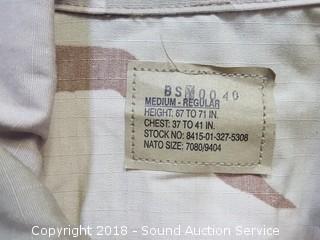 MEDIUM - REGULAR
HEIGHT: 67 TO 71 IN.
CHEST: 37 TO 41 IN.
STOCK NO: 8415-01-327-5308
NATO SIZE: 7080/9404
Copyright 2018 - Sound Auction Service